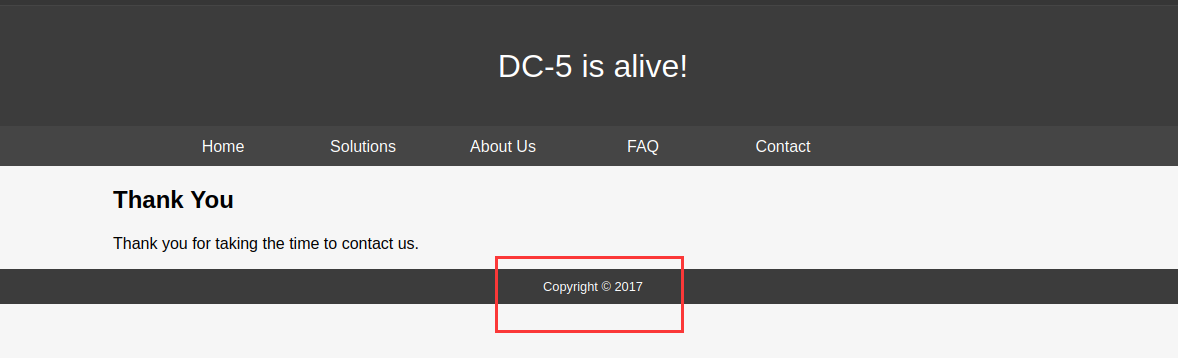 DC-5 is alive!
Home Solutions About Us FAQ Contact
Thank You
Thank you for taking the time to contact us.
Copyright © 2017